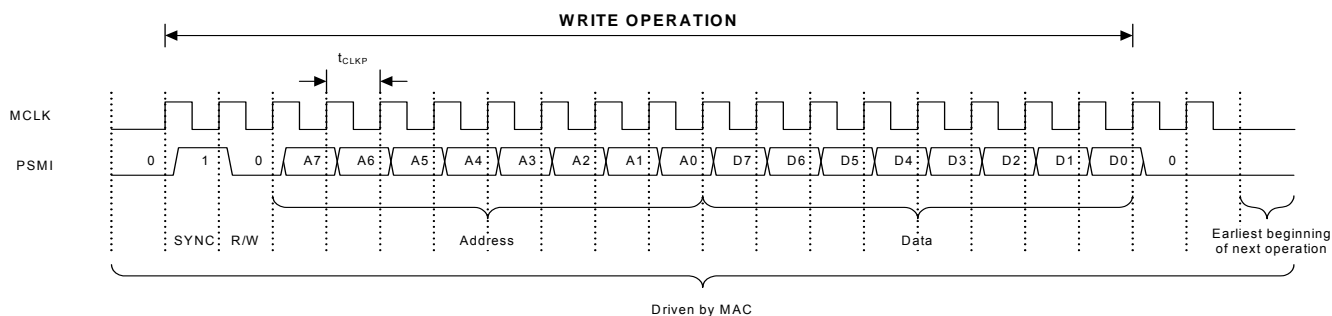 WRITE OPERATION
tCLKP
MCLK
PSMI
0 1 0 A7 A6 A5 A4 A3 A2 A1 A0 D7 D6 D5 D4 D3 D2 D1 D0 0
SYNC R/W Address Data Earliest beginning
of next operation
Driven by MAC